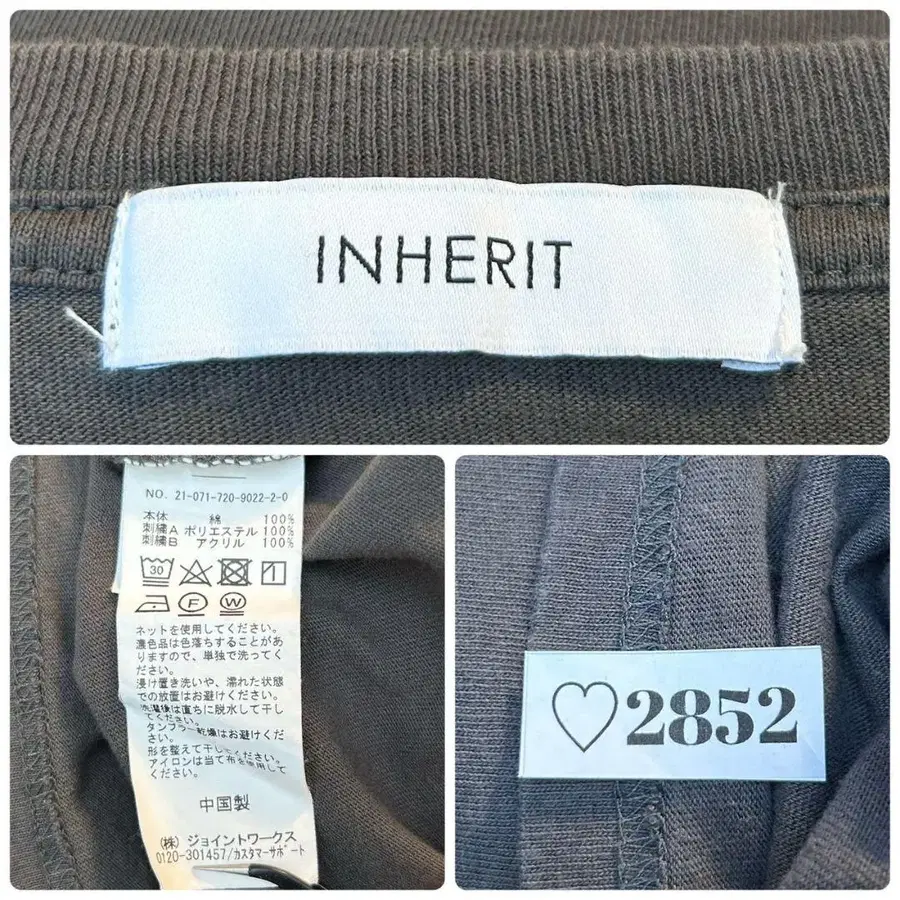 INHERIT
NO. 21-071-720-9022-2-0
本体 綿 100%
刺繍A ポリエステル 100%
刺繍B アクリル 100%
30
F
W
ネットを使用してください。
濃色品は色落ちすることがあ
りますので、単独で洗ってく
ださい。
浸け置き洗いや、濡れた状態
での放置はお避けください。
洗濯後は直ちに脱水して干し
てください。
タンブラー乾燥はお避けくだ
さい。
形を整えて干してください。
アイロンは当て布を使用して
ください。
中国製
(株) ジョイントワークス
0120-301457/カスタマーサポート
♡2852